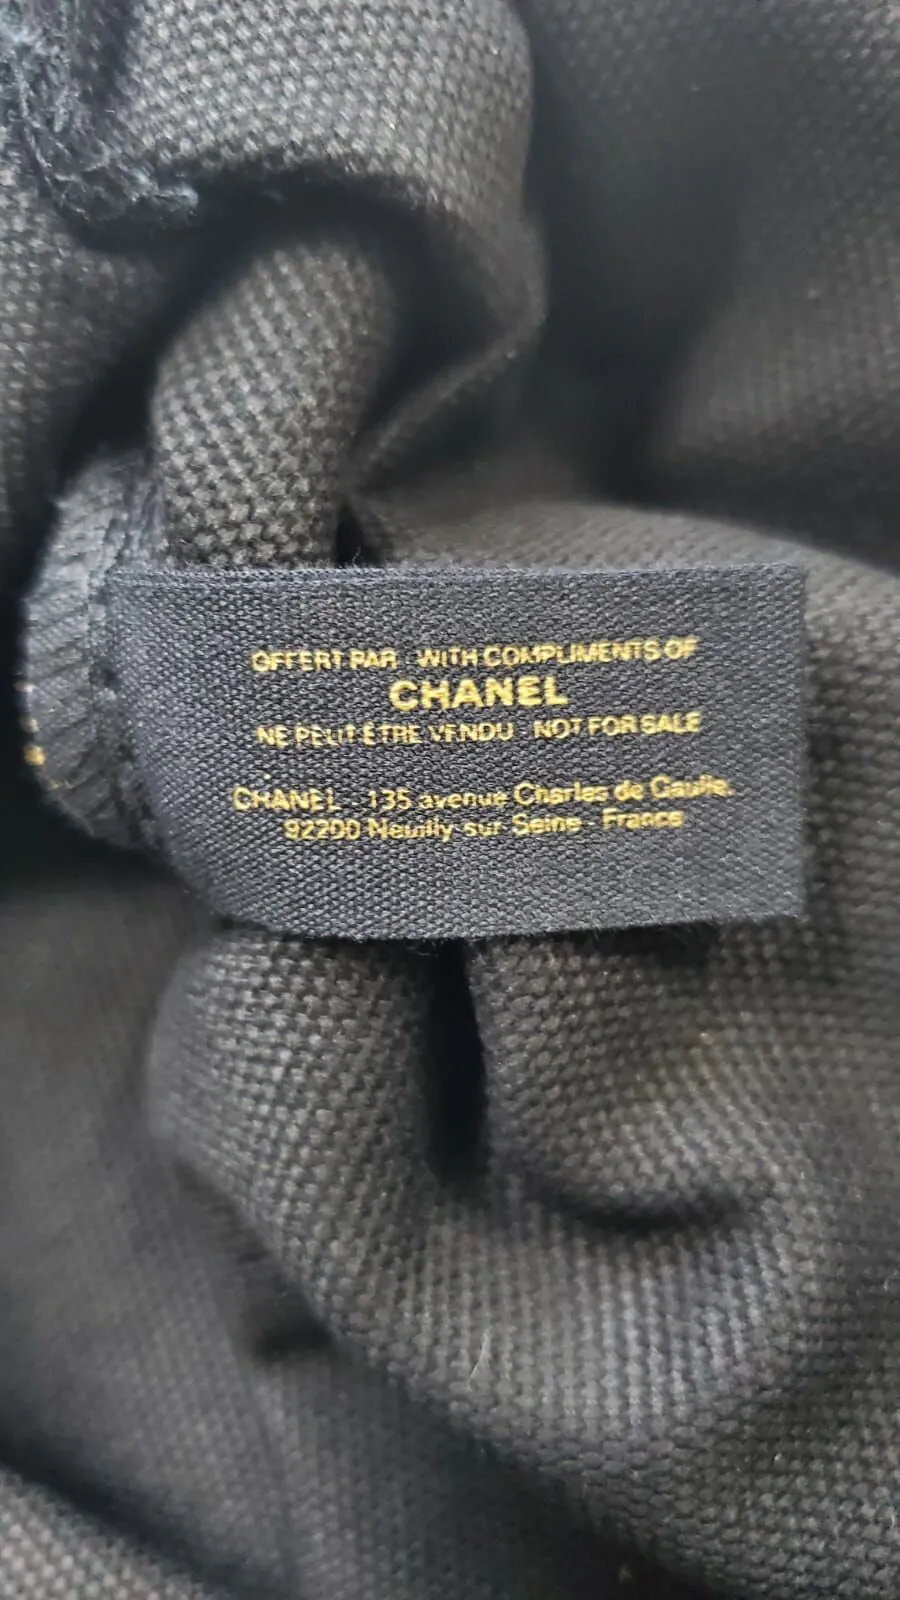 OFFERT PAR - WITH COMPLIMENTS OF
CHANEL
NE PEUT ÊTRE VENDU - NOT FOR SALE
CHANEL - 135 avenue Charles de Gaulle,
92200 Neuilly sur Seine - France